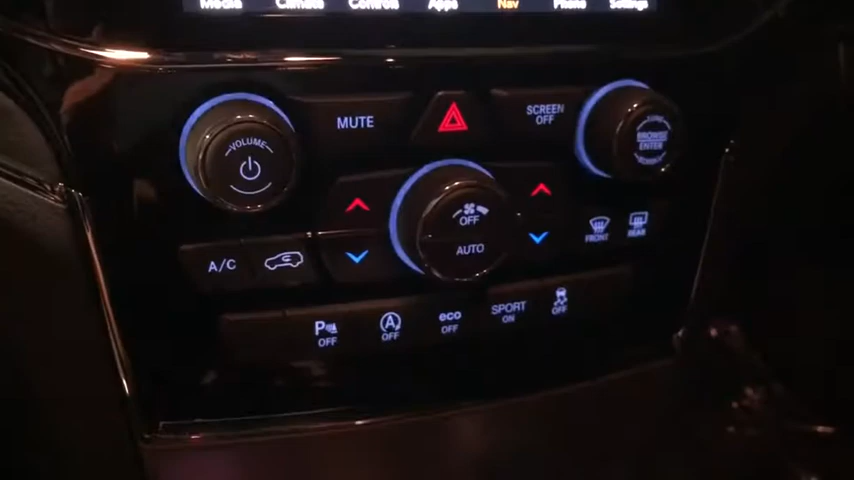 Media Climate Controls Apps Nav Phone Settings
VOLUME
MUTE
SCREEN
OFF
BROWSE
ENTER
OFF
AUTO
A/C
FRONT
REAR
P
OFF
A
OFF
eco
OFF
SPORT
ON
OFF